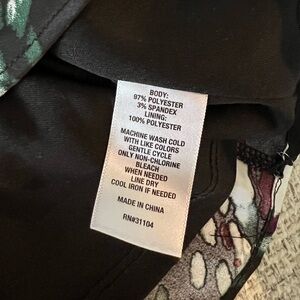 BODY:
97% POLYESTER
3% SPANDEX
LINING:
100% POLYESTER
MACHINE WASH COLD
WITH LIKE COLORS
GENTLE CYCLE
ONLY NON-CHLORINE
BLEACH
WHEN NEEDED
LINE DRY
COOL IRON IF NEEDED
MADE IN CHINA
RN#31104